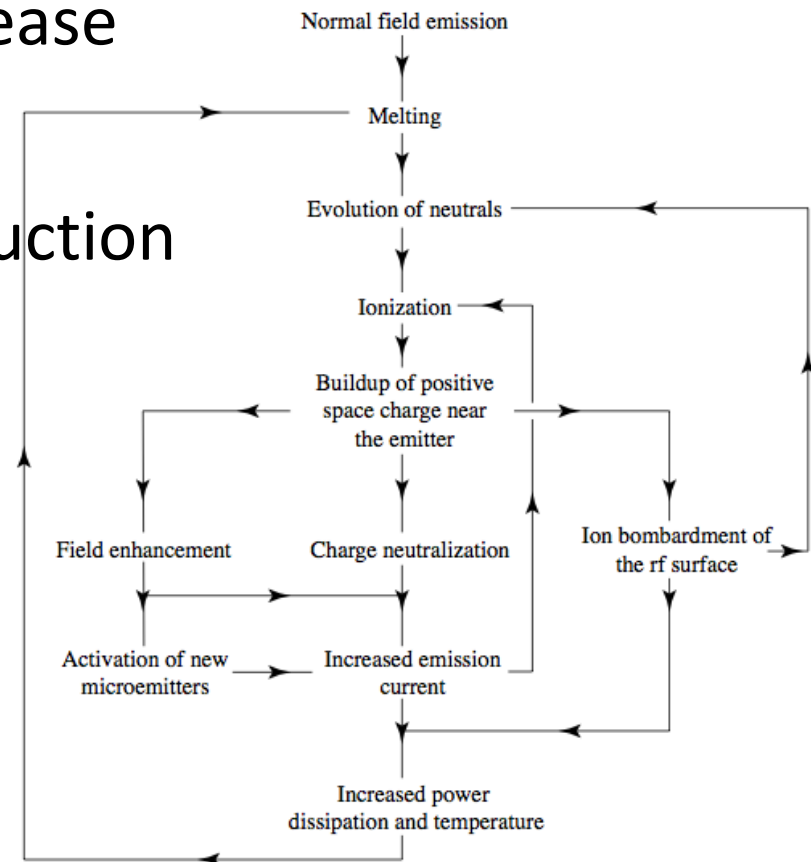 ease
Normal field emission
Melting
Evolution of neutrals
uction
Ionization
Buildup of positive
space charge near
the emitter
Field enhancement
Charge neutralization
Ion bombardment of
the rf surface
Activation of new
microemitters
Increased emission
current
Increased power
dissipation and temperature